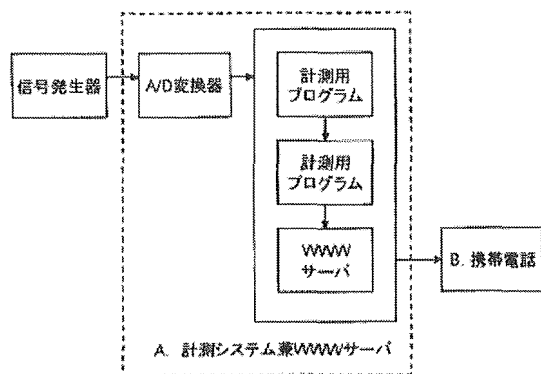 信号発生器
A/D変換器
計測用
プログラム
計測用
プログラム
WWW
サーバ
B. 携帯電話
A. 計測システム兼WWWサーバ